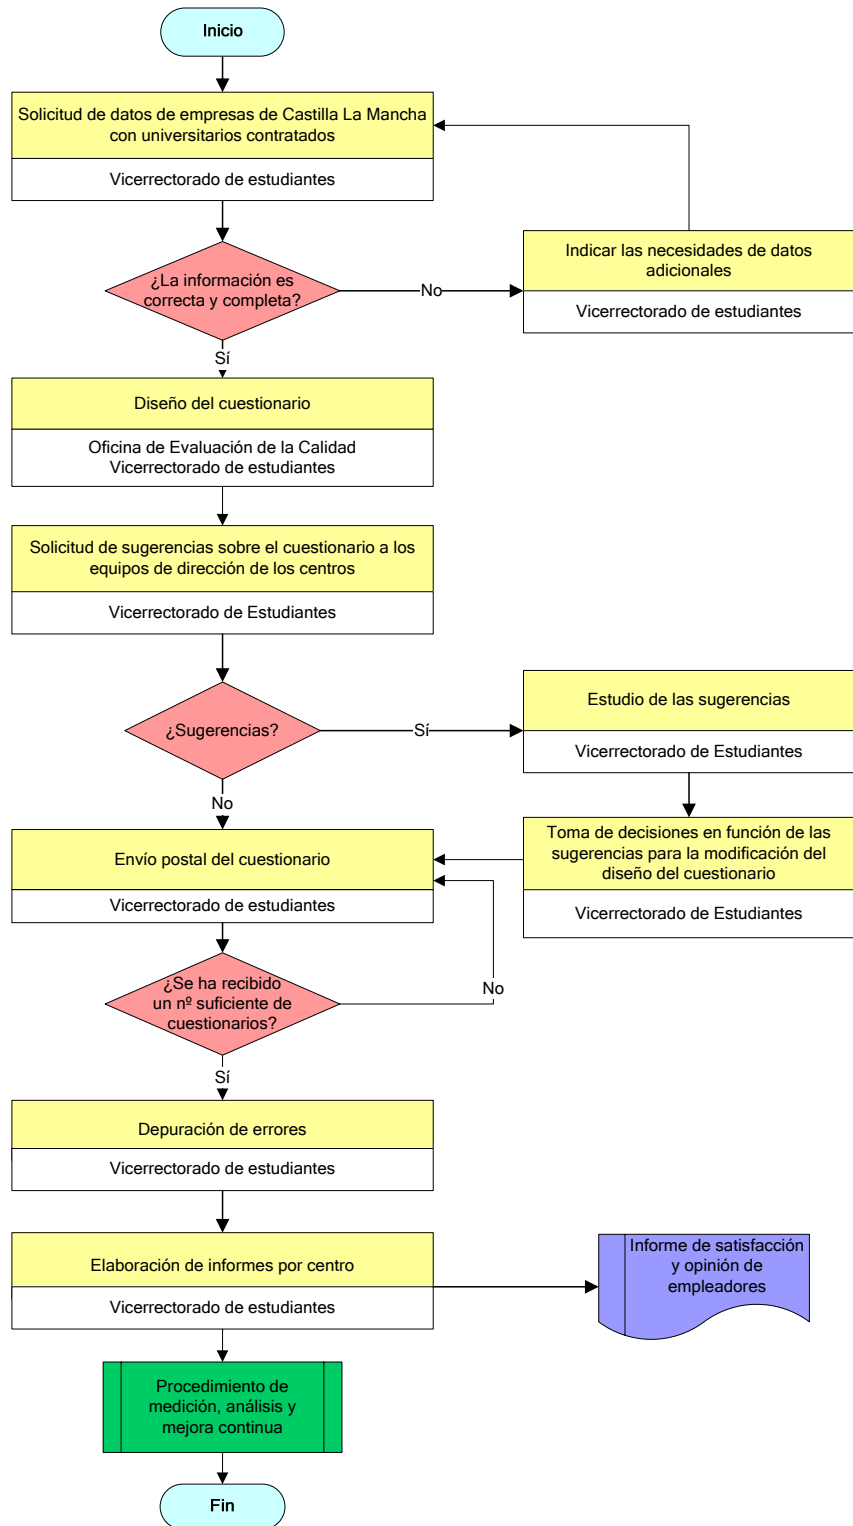 Inicio
Solicitud de datos de empresas de Castilla La Mancha
con universitarios contratados
Vicerrectorado de estudiantes
¿La información es
correcta y completa?
No
Indicar las necesidades de datos
adicionales
Vicerrectorado de estudiantes
Sí
Diseño del cuestionario
Oficina de Evaluación de la Calidad
Vicerrectorado de estudiantes
Solicitud de sugerencias sobre el cuestionario a los
equipos de dirección de los centros
Vicerrectorado de Estudiantes
¿Sugerencias?
Sí
Estudio de las sugerencias
Vicerrectorado de Estudiantes
No
Toma de decisiones en función de las
sugerencias para la modificación del
diseño del cuestionario
Vicerrectorado de Estudiantes
Envío postal del cuestionario
Vicerrectorado de estudiantes
¿Se ha recibido
un nº suficiente de
cuestionarios?
No
Sí
Depuración de errores
Vicerrectorado de estudiantes
Elaboración de informes por centro
Vicerrectorado de estudiantes
Informe de satisfacción
y opinión de
empleadores
Procedimiento de
medición, análisis y
mejora continua
Fin